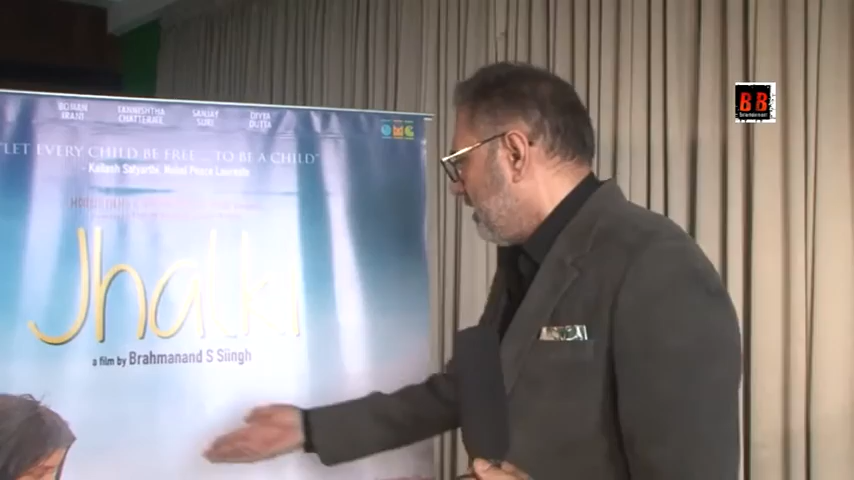 BOMAN IRANI
TANNISHTHA CHATTERJEE
SANJAY SURI
DIVYA DUTTA
"LET EVERY CHILD BE FREE... TO BE A CHILD"
- Kailash Satyarthi, Nobel Peace Laureate
Jhalki
a film by Brahmanand S Siingh
BB